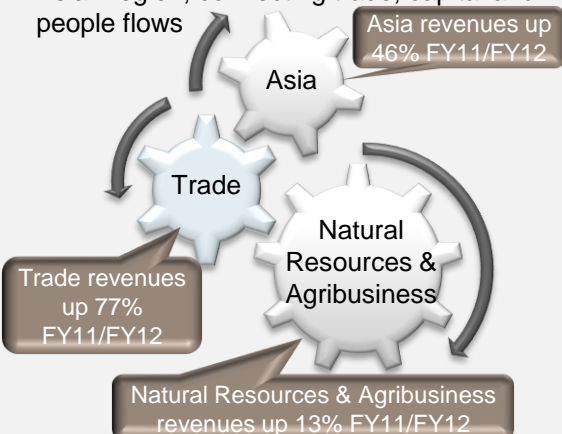 people flows
Asia revenues up
46% FY11/FY12
Asia
Trade
Natural
Resources &
Agribusiness
Trade revenues
up 77%
FY11/FY12
Natural Resources & Agribusiness
revenues up 13% FY11/FY12